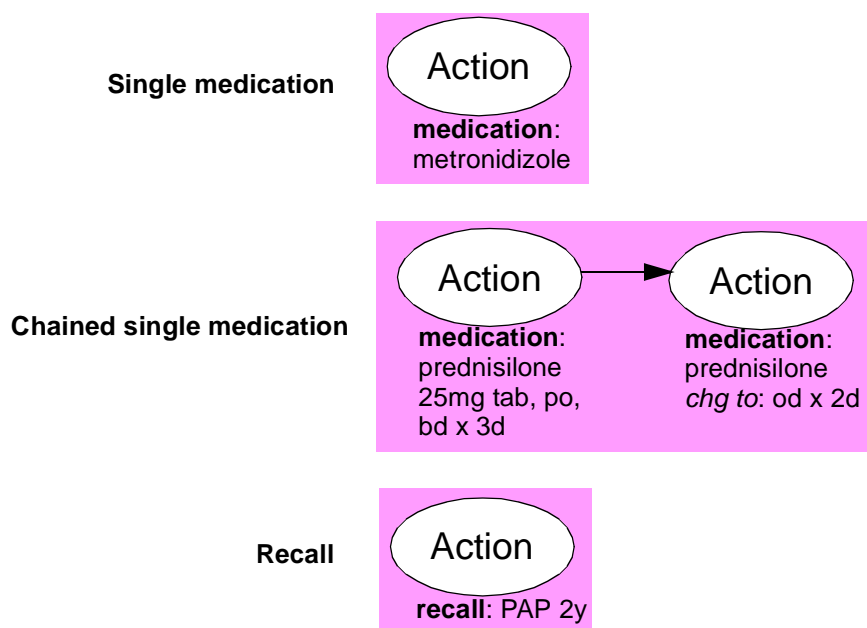 Single medication
Action
medication:
metronidizole
Chained single medication
Action
medication:
prednisilone
25mg tab, po,
bd x 3d
Action
medication:
prednisilone
chg to: od x 2d
Recall
Action
recall: PAP 2y